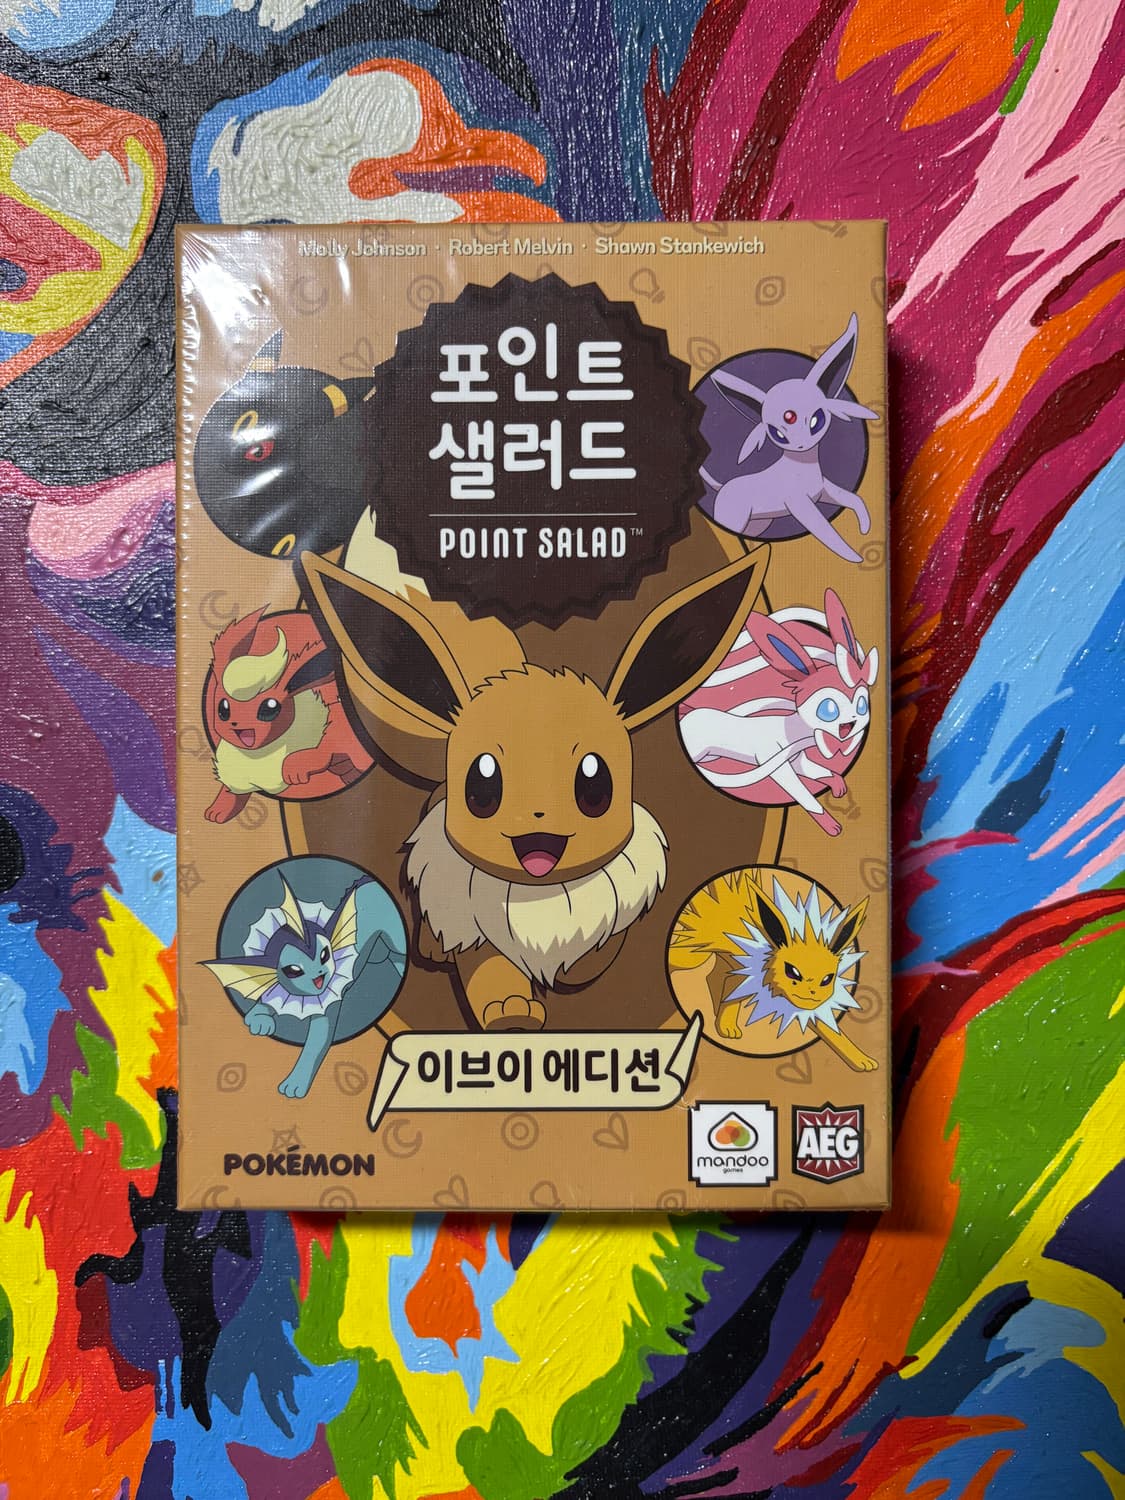 Molly Johnson · Robert Melvin · Shawn Stankewich
포인트
샐러드
POINT SALAD™
이브이 에디션
POKÉMON
mandoo
games
AEG